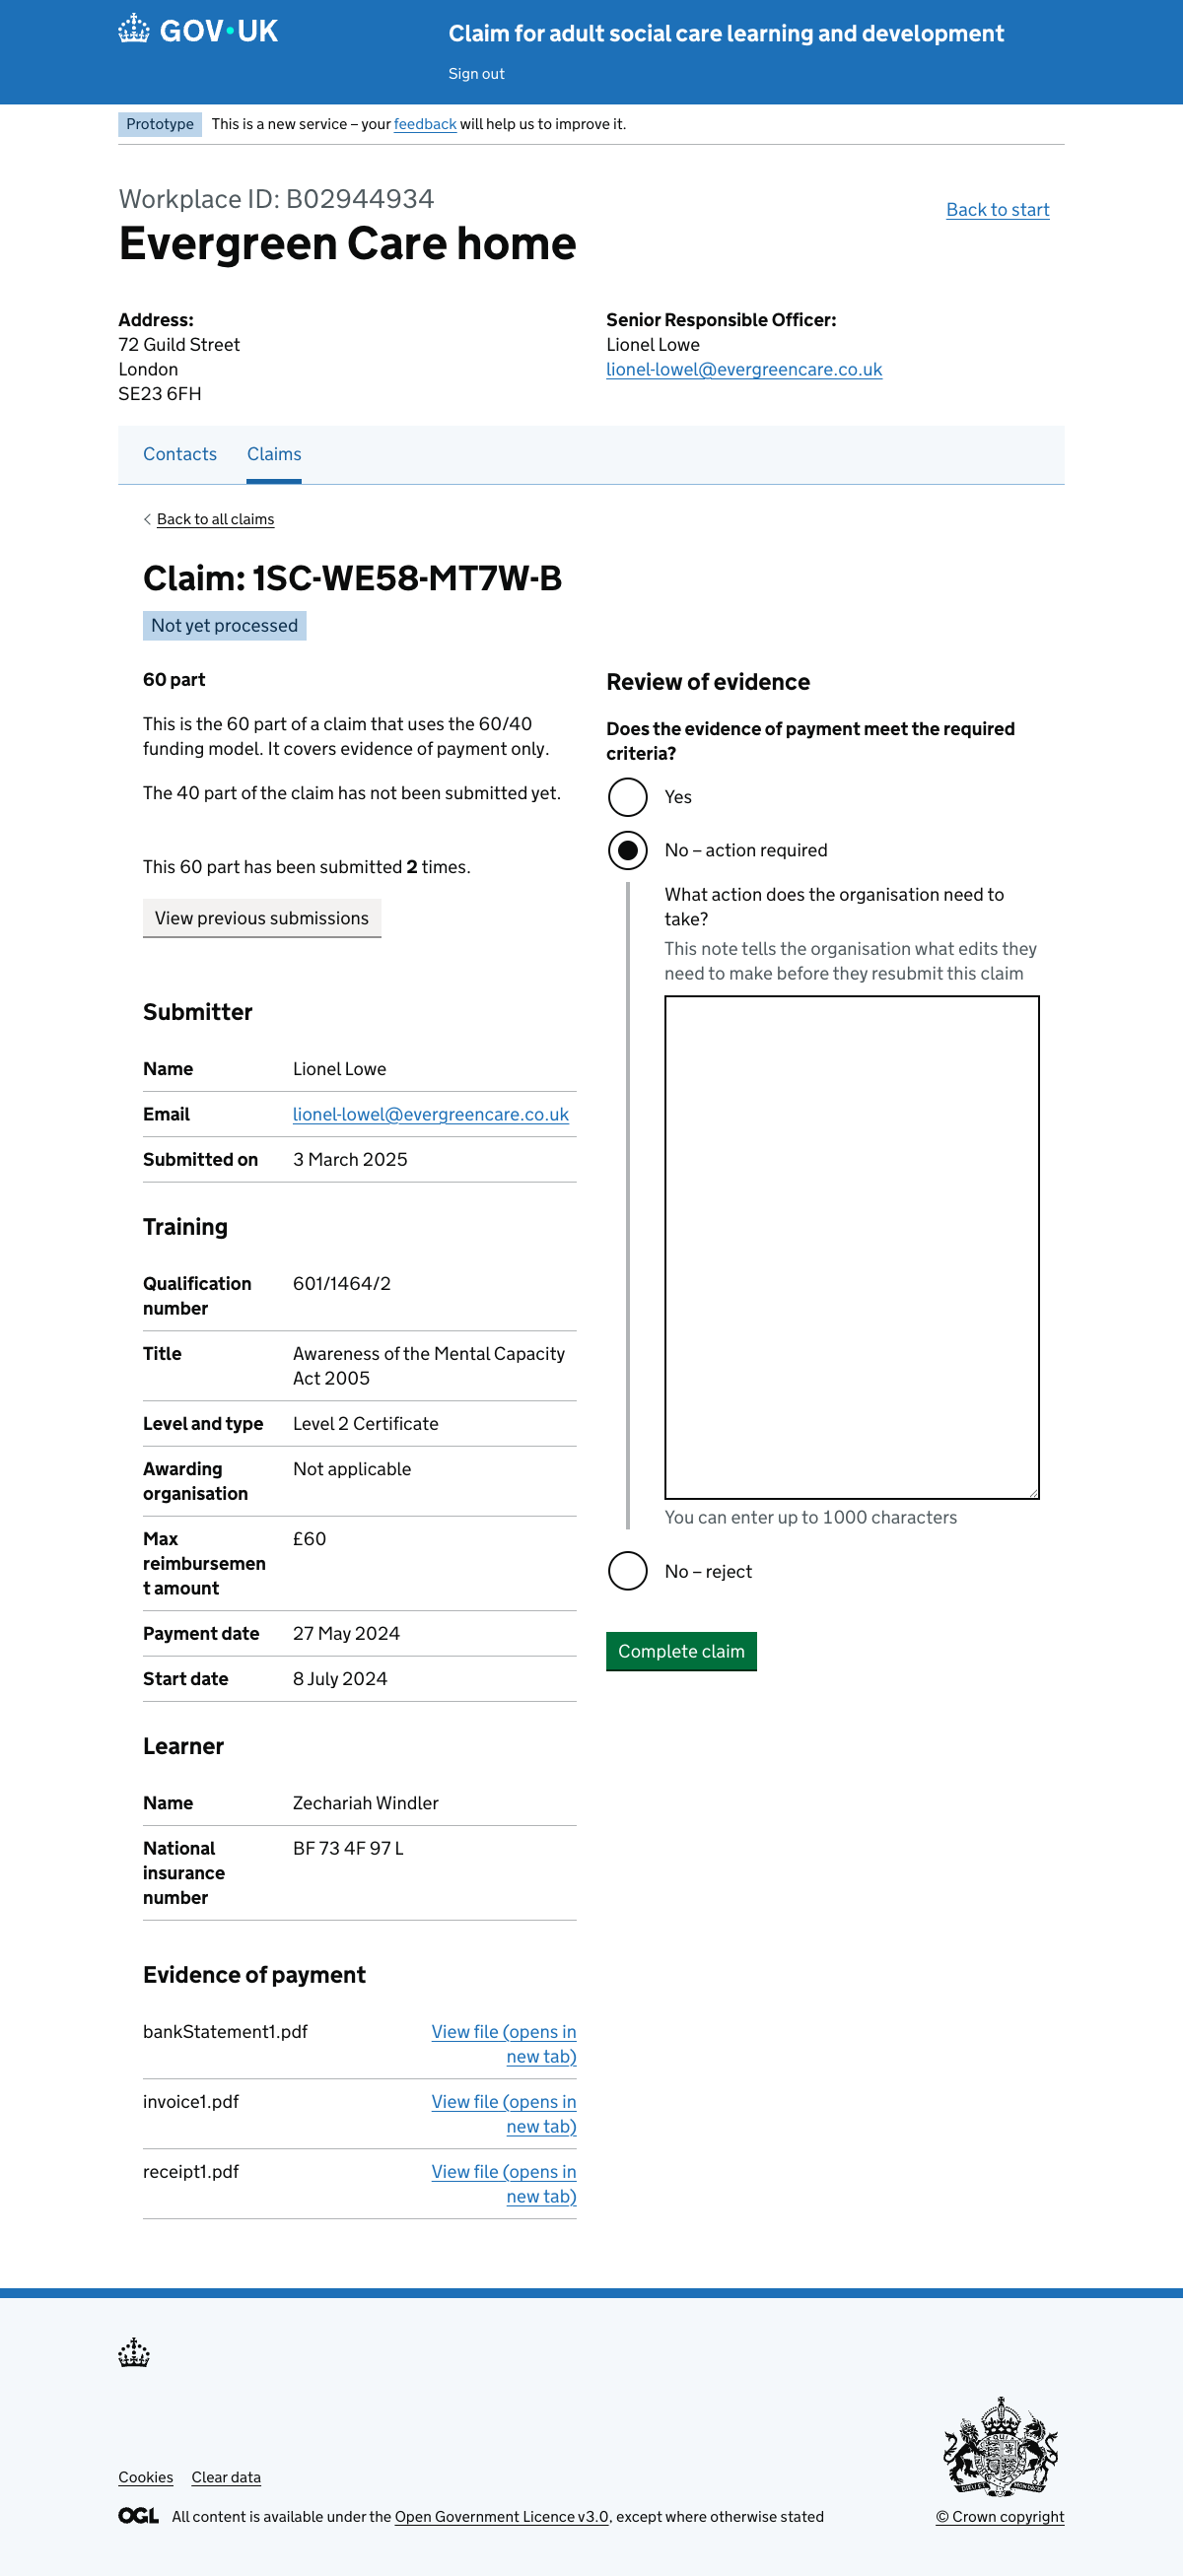 GOV·UK
Claim for adult social care learning and development
Sign out
Prototype
This is a new service – your feedback will help us to improve it.
Workplace ID: B02944934
Evergreen Care home
Back to start
Address:
72 Guild Street
London
SE23 6FH
Senior Responsible Officer:
Lionel Lowe
lionel-lowel@evergreencare.co.uk
Contacts
Claims
Back to all claims
Claim: 1SC-WE58-MT7W-B
Not yet processed
60 part
This is the 60 part of a claim that uses the 60/40
funding model. It covers evidence of payment only.
The 40 part of the claim has not been submitted yet.
This 60 part has been submitted 2 times.
View previous submissions
Submitter
Name
Lionel Lowe
Email
lionel-lowel@evergreencare.co.uk
Submitted on
3 March 2025
Training
Qualification
number
601/1464/2
Title
Awareness of the Mental Capacity
Act 2005
Level and type
Level 2 Certificate
Awarding
organisation
Not applicable
Max
reimbursemen
t amount
£60
Payment date
27 May 2024
Start date
8 July 2024
Learner
Name
Zechariah Windler
National
insurance
number
BF 73 4F 97 L
Evidence of payment
bankStatement1.pdf
View file (opens in
new tab)
invoice1.pdf
View file (opens in
new tab)
receipt1.pdf
View file (opens in
new tab)
Review of evidence
Does the evidence of payment meet the required
criteria?
Yes
No – action required
What action does the organisation need to
take?
This note tells the organisation what edits they
need to make before they resubmit this claim
You can enter up to 1000 characters
No – reject
Complete claim
Cookies
Clear data
OGL
All content is available under the Open Government Licence v3.0, except where otherwise stated
© Crown copyright